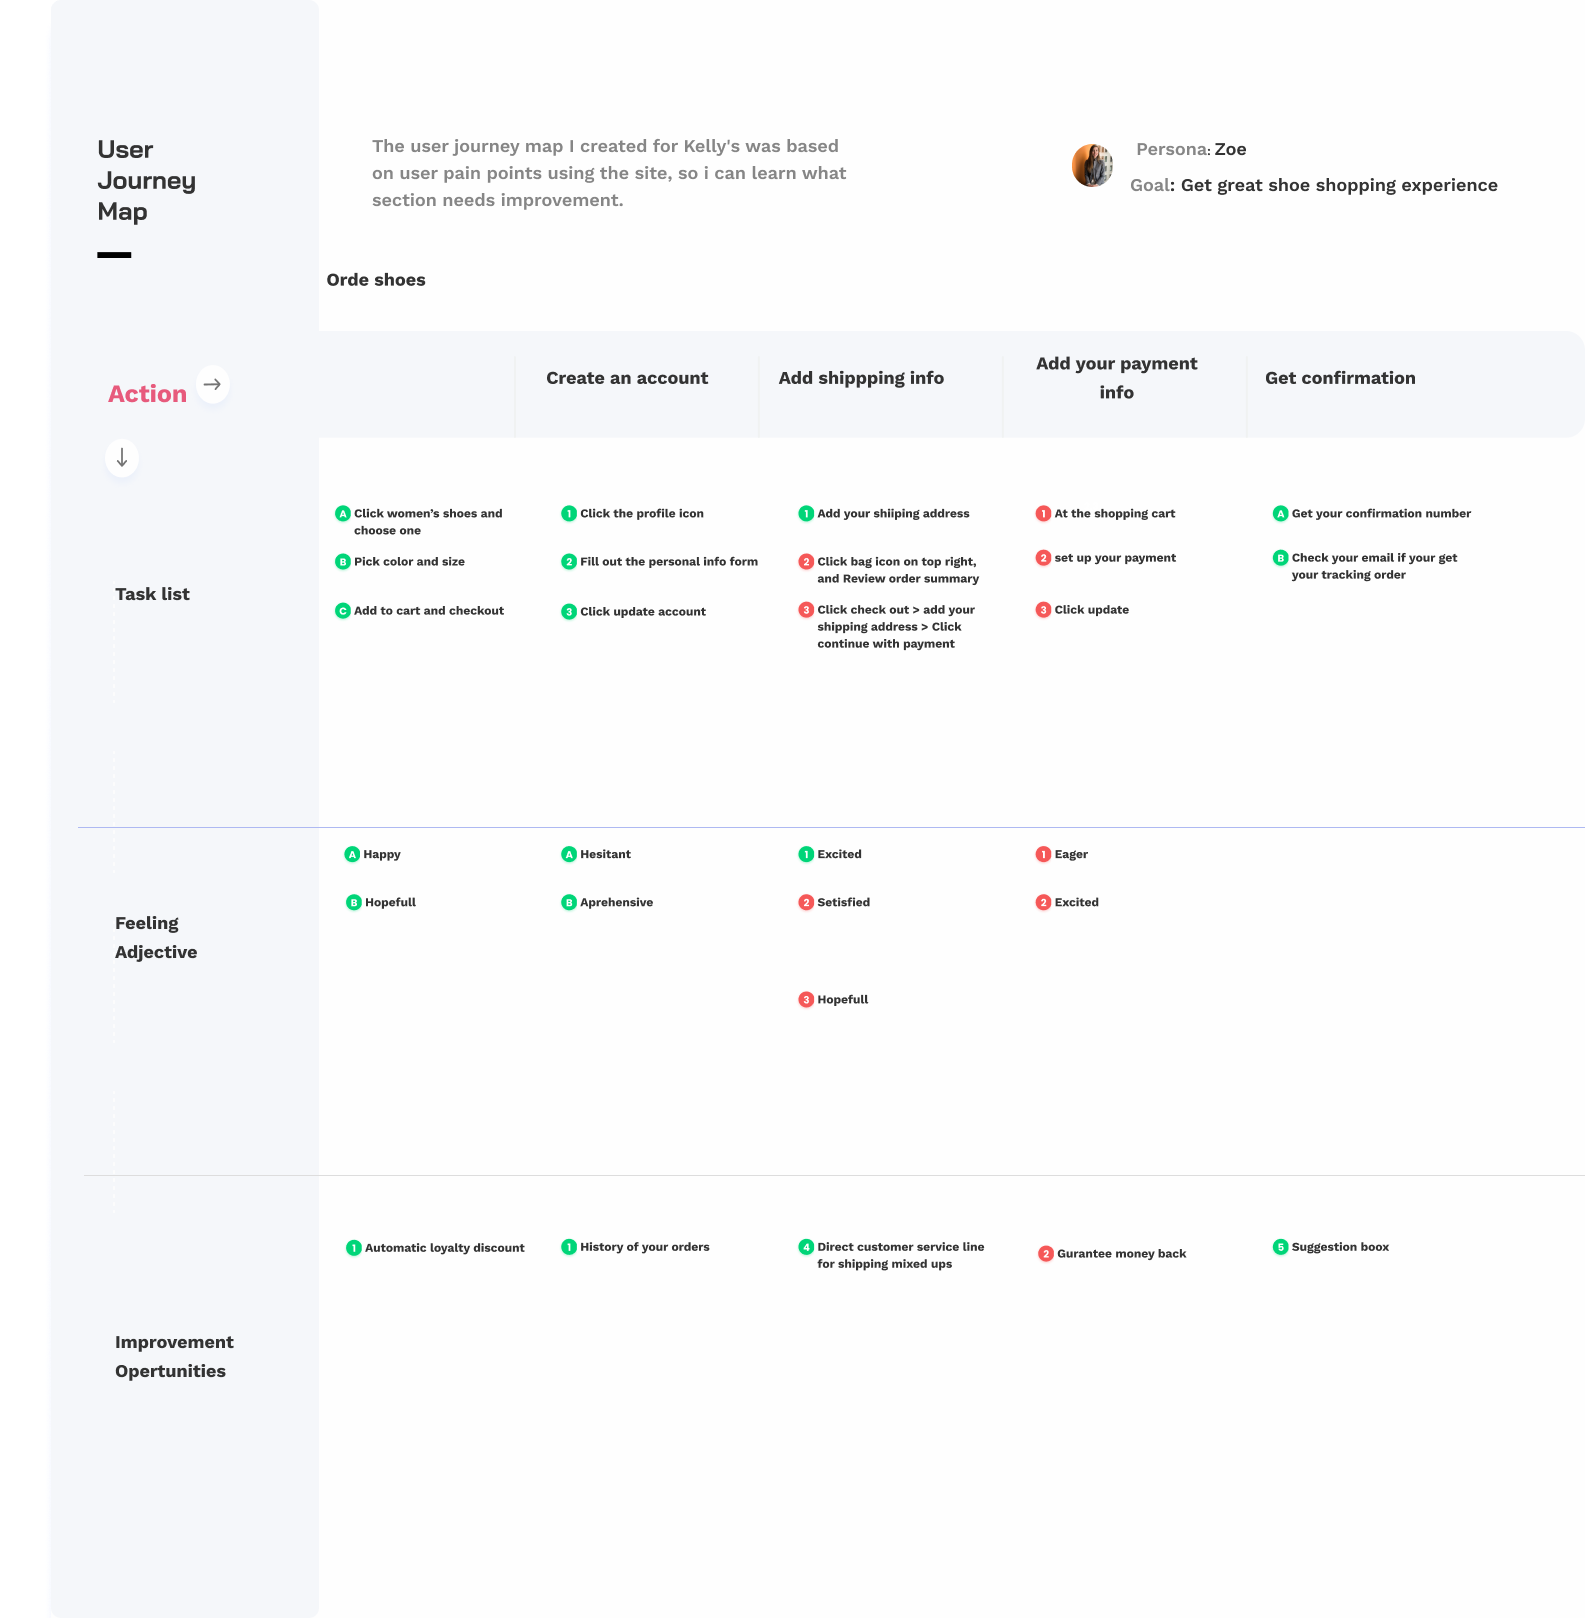 User
Journey
Map
The user journey map I created for Kelly's was based
on user pain points using the site, so i can learn what
section needs improvement.
Persona: Zoe
Goal: Get great shoe shopping experience
Orde shoes
Action
Create an account
Add shippping info
Add your payment
info
Get confirmation
Task list
A Click women's shoes and
choose one
B Pick color and size
C Add to cart and checkout
1 Click the profile icon
2 Fill out the personal info form
3 Click update account
1 Add your shiiping address
2 Click bag icon on top right,
and Review order summary
3 Click check out > add your
shipping address > Click
continue with payment
1 At the shopping cart
2 set up your payment
3 Click update
A Get your confirmation number
B Check your email if your get
your tracking order
Feeling
Adjective
A Happy
B Hopefull
A Hesitant
B Aprehensive
1 Excited
2 Setisfied
3 Hopefull
1 Eager
2 Excited
Improvement
Opertunities
1 Automatic loyalty discount
1 History of your orders
4 Direct customer service line
for shipping mixed ups
2 Gurantee money back
5 Suggestion boox